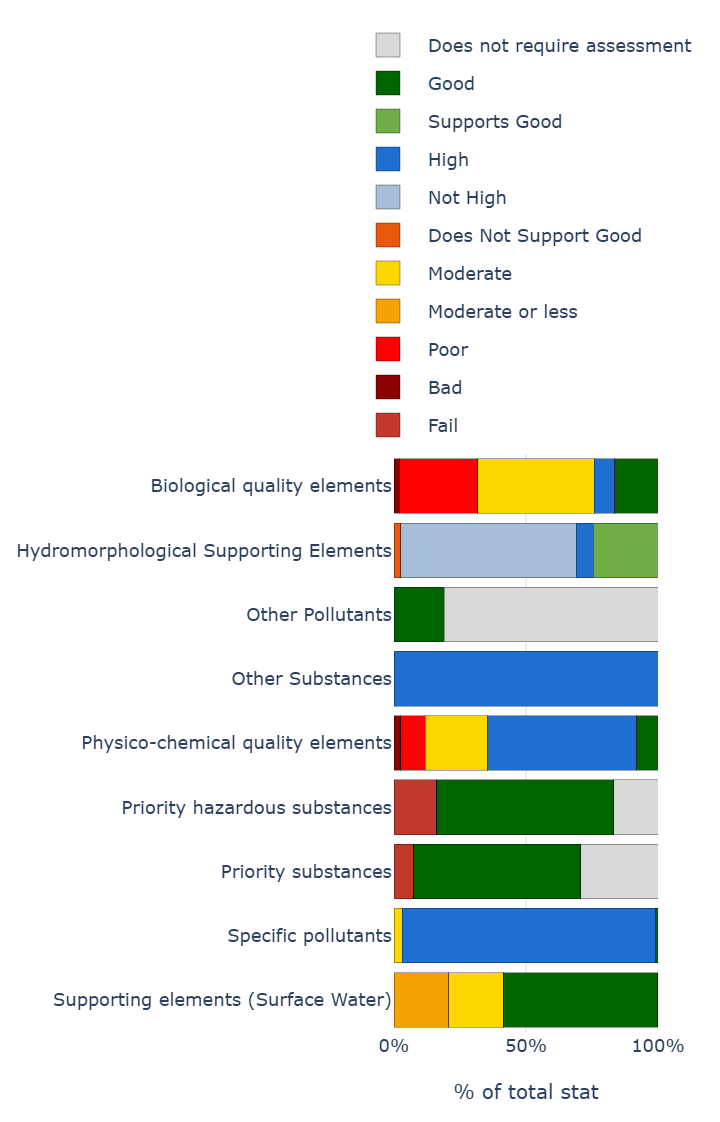 Does not require assessment
Good
Supports Good
High
Not High
Does Not Support Good
Moderate
Moderate or less
Poor
Bad
Fail
Biological quality elements
Hydromorphological Supporting Elements
Other Pollutants
Other Substances
Physico-chemical quality elements
Priority hazardous substances
Priority substances
Specific pollutants
Supporting elements (Surface Water)
0% 50% 100%
% of total stat